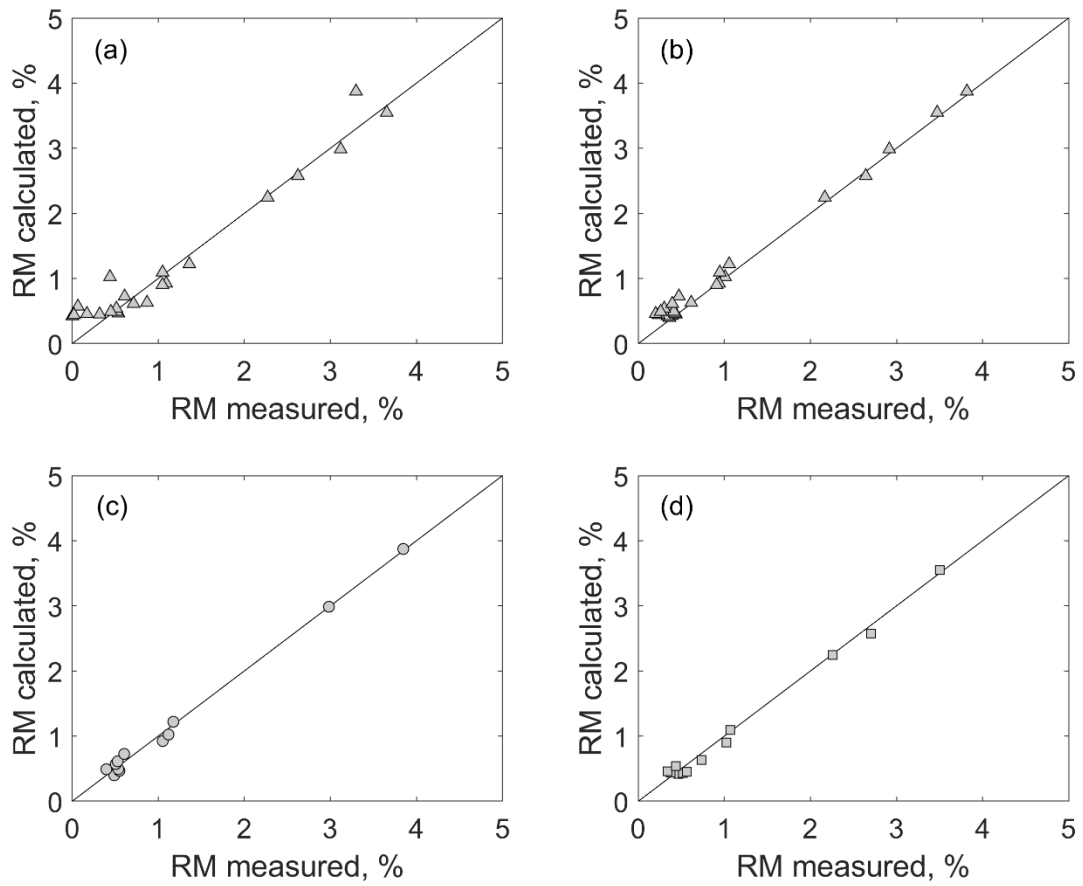 (a)
RM calculated, %
5
4
3
2
1
0
0 1 2 3 4 5
RM measured, %
(b)
RM calculated, %
5
4
3
2
1
0
0 1 2 3 4 5
RM measured, %
(c)
RM calculated, %
5
4
3
2
1
0
0 1 2 3 4 5
RM measured, %
(d)
RM calculated, %
5
4
3
2
1
0
0 1 2 3 4 5
RM measured, %